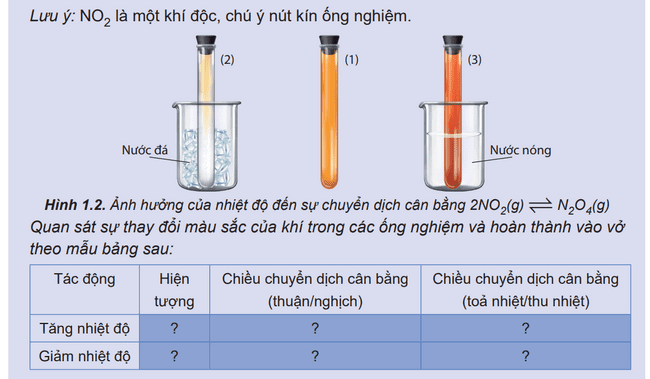 Lưu ý: NO₂ là một khí độc, chú ý nút kín ống nghiệm.
(2)
(1)
(3)
Nước đá
Nước nóng
Hình 1.2. Ảnh hưởng của nhiệt độ đến sự chuyển dịch cân bằng 2NO₂(g) ⇌ N₂O₄(g)
Quan sát sự thay đổi màu sắc của khí trong các ống nghiệm và hoàn thành vào vở
theo mẫu bảng sau:
Tác động
Hiện
tượng
Chiều chuyển dịch cân bằng
(thuận/nghịch)
Chiều chuyển dịch cân bằng
(toả nhiệt/thu nhiệt)
Tăng nhiệt độ ? ? ?
Giảm nhiệt độ ? ? ?